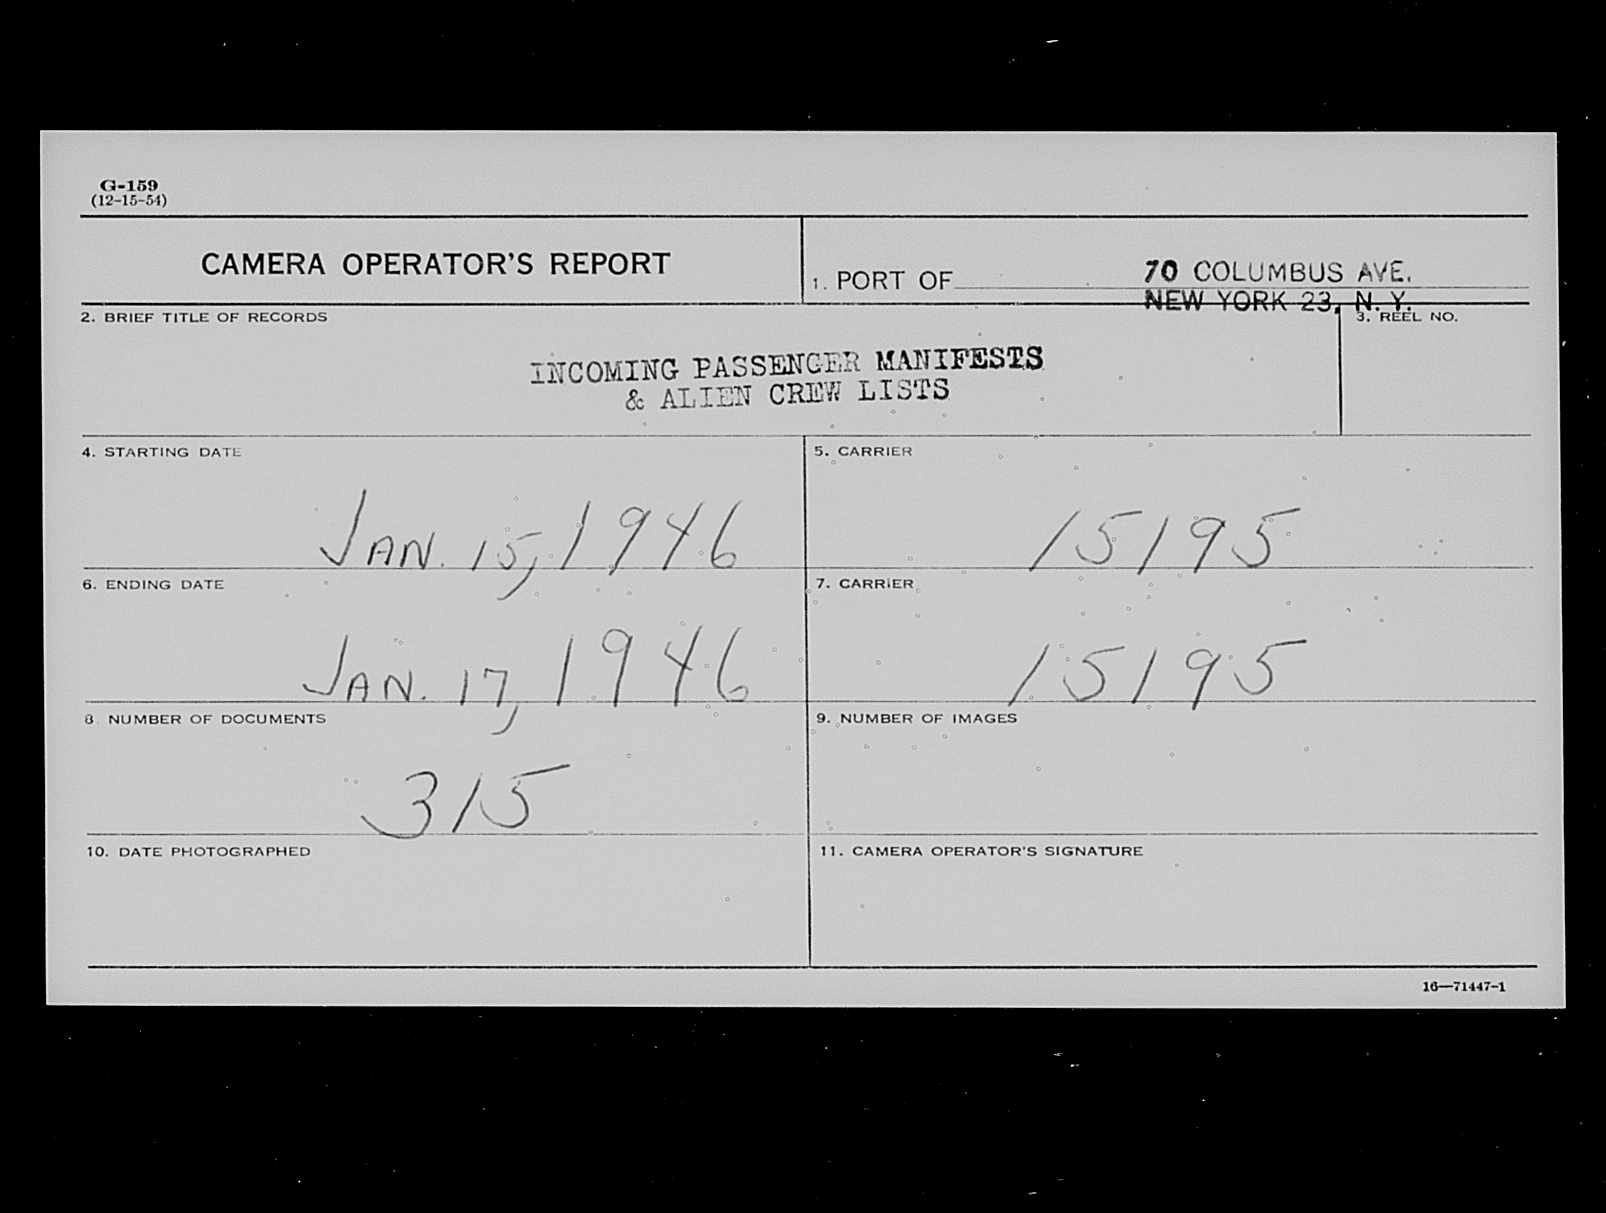 G-159
(12-15-54)
CAMERA OPERATOR'S REPORT
1. PORT OF
70 COLUMBUS AVE.
NEW YORK 23, N. Y.
2. BRIEF TITLE OF RECORDS
3. REEL NO.
INCOMING PASSENGER MANIFESTS
& ALIEN CREW LISTS
4. STARTING DATE
JAN. 15, 1946
5. CARRIER
15195
6. ENDING DATE
JAN. 17, 1946
7. CARRIER
15195
8 NUMBER OF DOCUMENTS
315
9. NUMBER OF IMAGES
10. DATE PHOTOGRAPHED
11. CAMERA OPERATOR'S SIGNATURE
16—71447-1